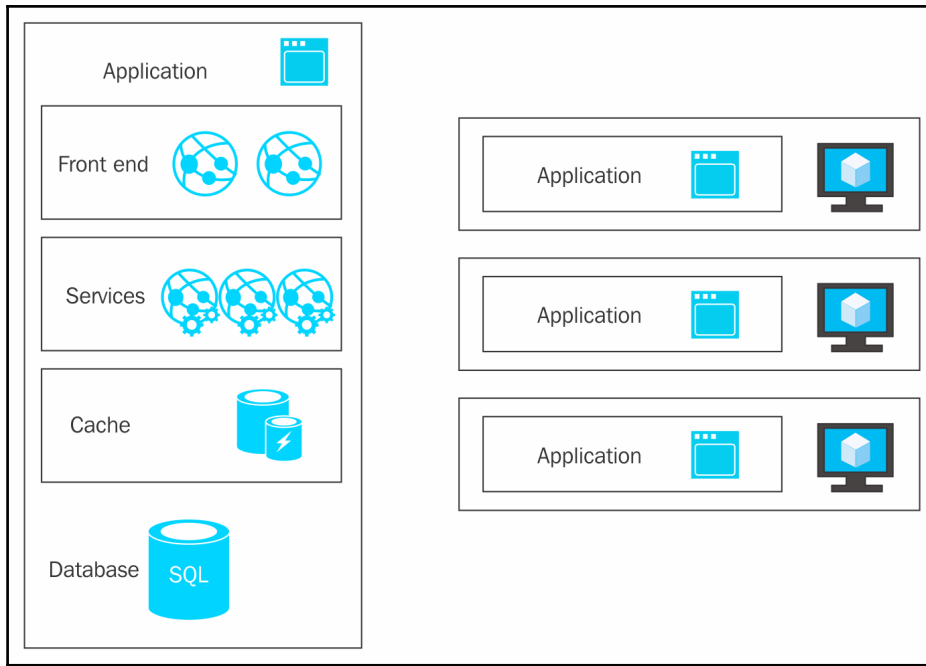 Application
Front end
Services
Cache
Database
SQL
Application
Application
Application